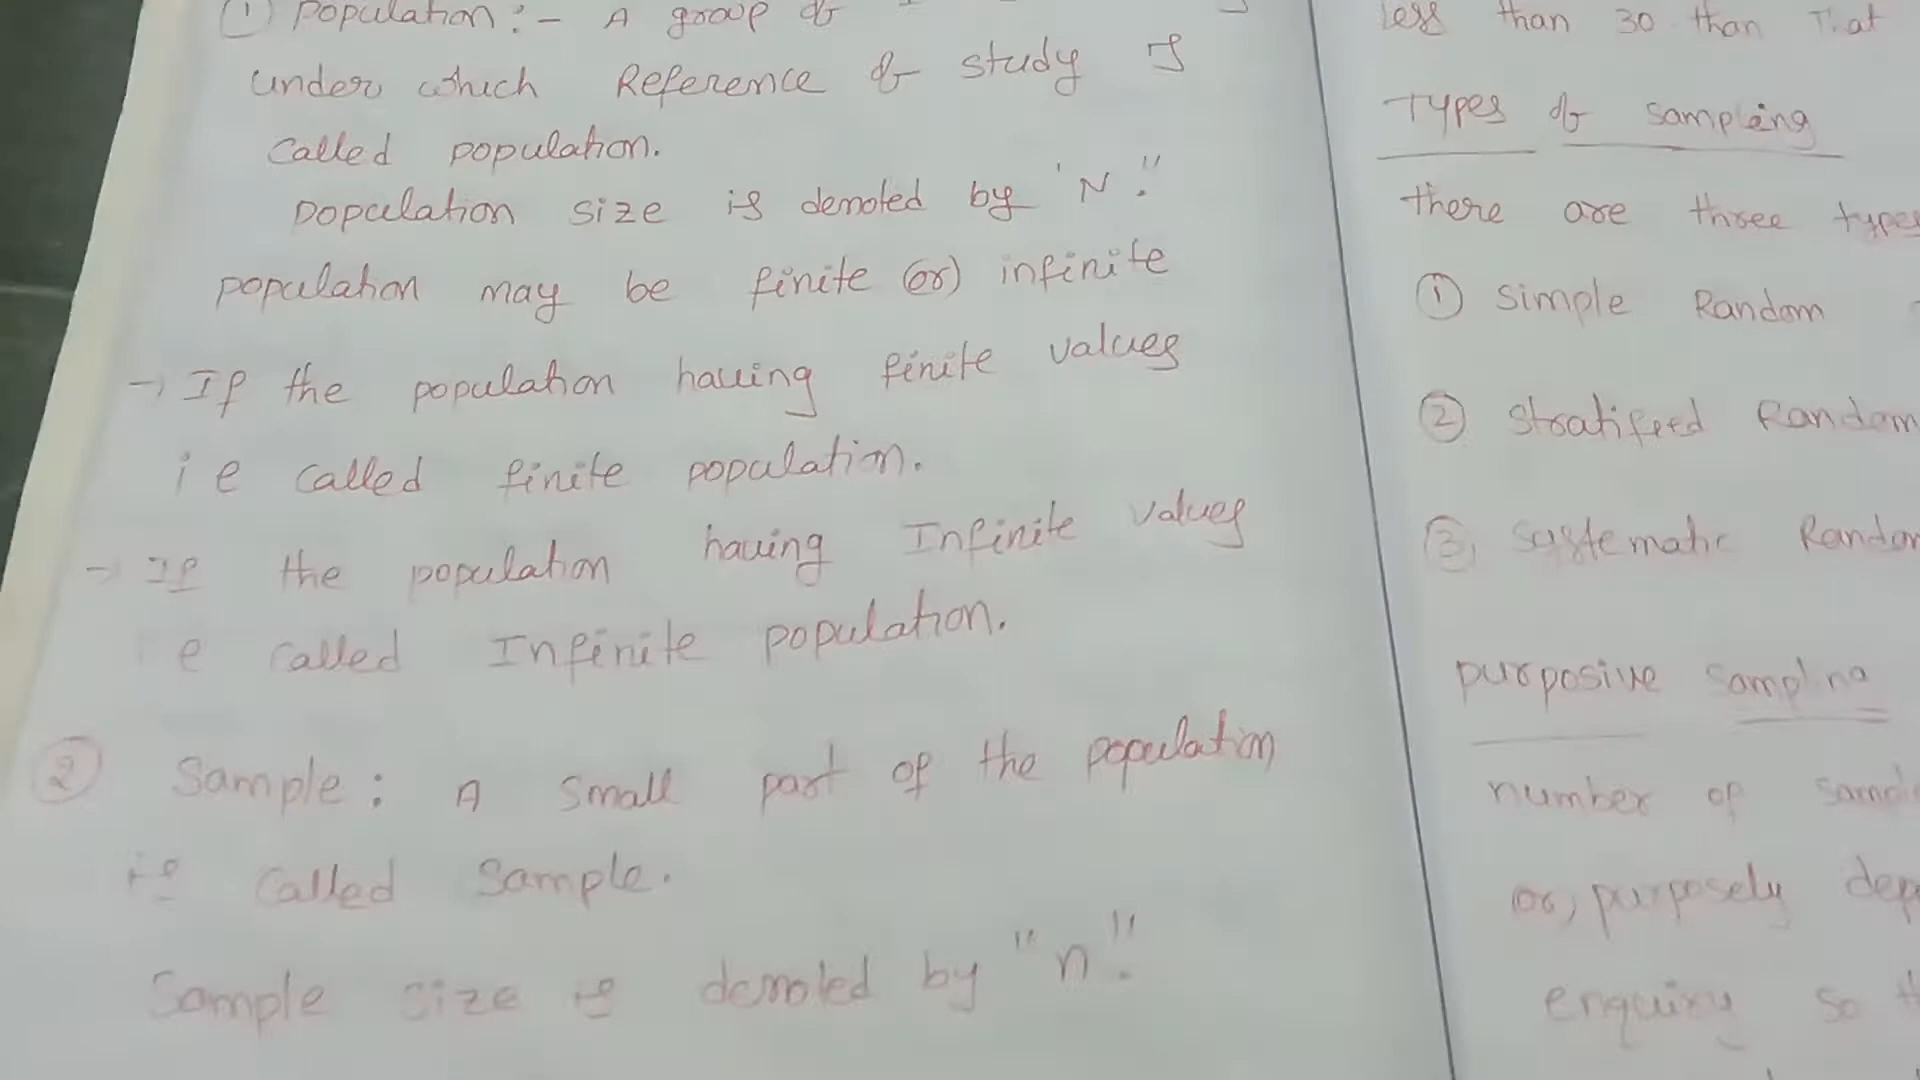 ① Population :- A group of
under which Reference of study is
called population.
Population size is denoted by 'N."
population may be finite (or) infinite
→ If the population having finite values
i e called finite population.
→ If the population having Infinite values
i e called Infinite population.
② Sample : A small part of the population
is called Sample.
Sample size is denoted by "n."
Less than 30 than That
Types of sampling
there are three types
① Simple Random
② Stratified Random
③ Systematic Random
purposive Sampling
number of
(or) purposely
enquiry so